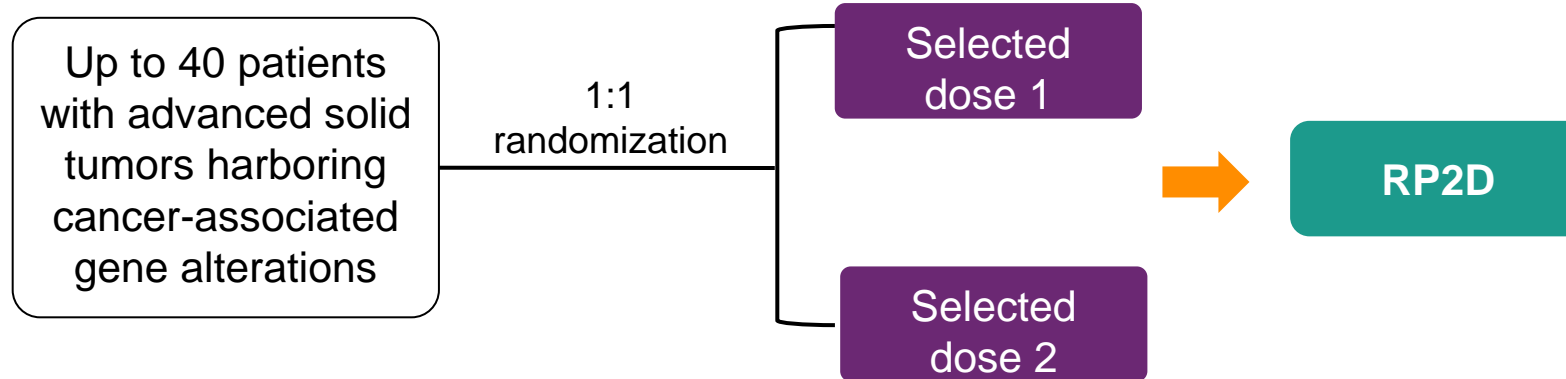 Up to 40 patients
with advanced solid
tumors harboring
cancer-associated
gene alterations
1:1
randomization
Selected
dose 1
Selected
dose 2
RP2D